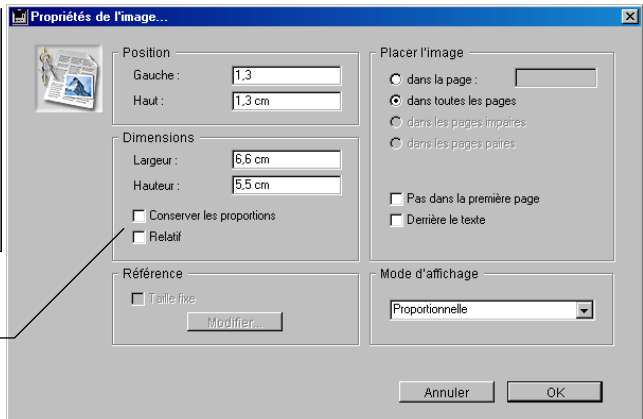 Propriétés de l'image...
Position
Gauche :
1,3
Haut :
1,3 cm
Dimensions
Largeur :
6,6 cm
Hauteur :
5,5 cm
Conserver les proportions
Relatif
Référence
Taille fixe
Modifier...
Placer l'image
dans la page :
dans toutes les pages
dans les pages impaires
dans les pages paires
Pas dans la première page
Derrière le texte
Mode d'affichage
Proportionnelle
Annuler
OK